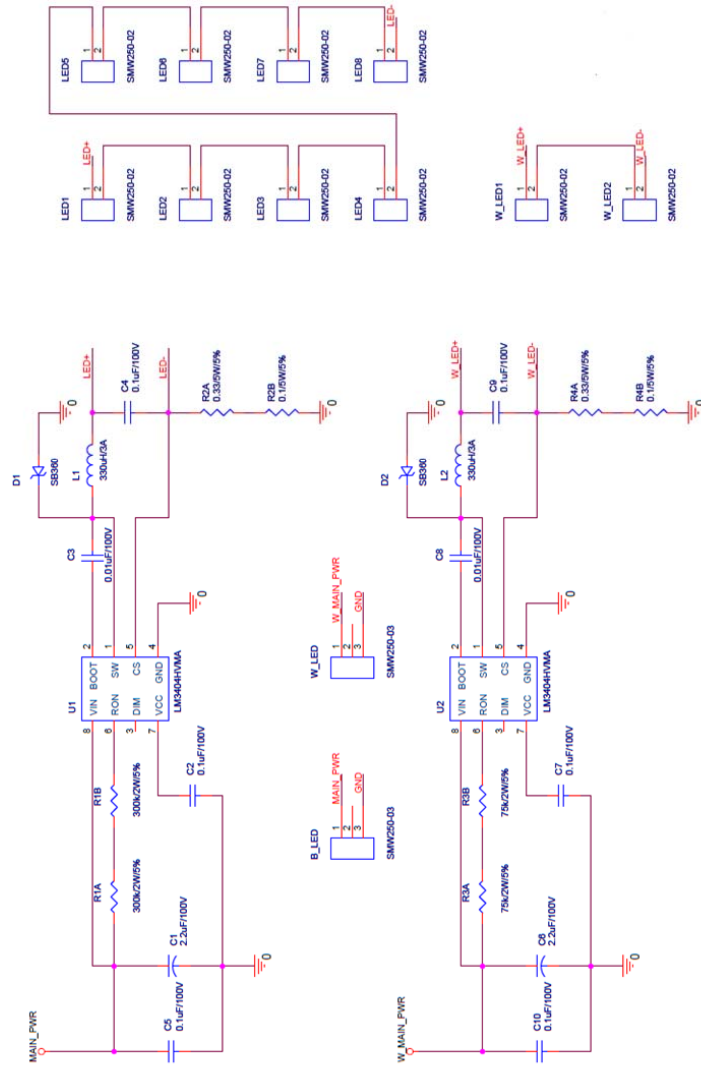 MAIN_PWR
C5
0.1uF/100V
C1
2.2uF/100V
0
R1A
300k/2W/5%
R1B
300k/2W/5%
C2
0.1uF/100V
U1
8
VIN
BOOT
2
6
RON
SW
1
3
DIM
CS
5
7
VCC
GND
4
LM3404HVMA
0
C3
0.01uF/100V
D1
SB360
0
L1
330uH/3A
C4
0.1uF/100V
LED+
LED-
R2A
0.33/5W/5%
R2B
0.1/5W/5%
0
LED1
1
2
LED+
SMW250-02
LED2
1
2
SMW250-02
LED3
1
2
SMW250-02
LED4
1
2
SMW250-02
LED5
1
2
SMW250-02
LED6
1
2
SMW250-02
LED7
1
2
SMW250-02
LED8
1
2
LED-
SMW250-02
B_LED
1
2
3
MAIN_PWR
GND
SMW250-03
W_LED
1
2
3
W_MAIN_PWR
GND
SMW250-03
W_MAIN_PWR
C10
0.1uF/100V
C6
2.2uF/100V
0
R3A
75k/2W/5%
R3B
75k/2W/5%
C7
0.1uF/100V
U2
8
VIN
BOOT
2
6
RON
SW
1
3
DIM
CS
5
7
VCC
GND
4
LM3404HVMA
0
C8
0.01uF/100V
D2
SB360
0
L2
330uH/3A
C9
0.1uF/100V
W_LED+
W_LED-
R4A
0.33/5W/5%
R4B
0.1/5W/5%
0
W_LED1
1
2
W_LED+
SMW250-02
W_LED2
1
2
W_LED-
SMW250-02